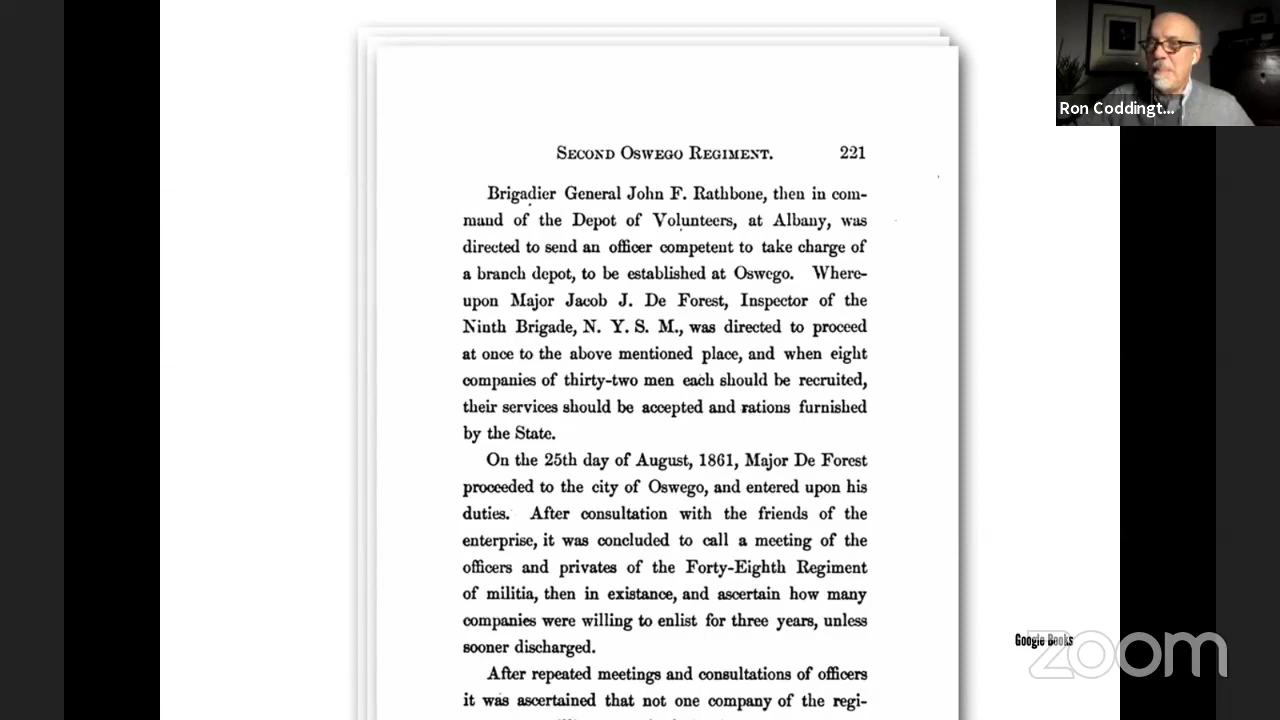 Ron Coddingt...
SECOND OSWEGO REGIMENT. 221
Brigadier General John F. Rathbone, then in com-
mand of the Depot of Volunteers, at Albany, was
directed to send an officer competent to take charge of
a branch depot, to be established at Oswego. Where-
upon Major Jacob J. De Forest, Inspector of the
Ninth Brigade, N. Y. S. M., was directed to proceed
at once to the above mentioned place, and when eight
companies of thirty-two men each should be recruited,
their services should be accepted and rations furnished
by the State.
On the 25th day of August, 1861, Major De Forest
proceeded to the city of Oswego, and entered upon his
duties. After consultation with the friends of the
enterprise, it was concluded to call a meeting of the
officers and privates of the Forty-Eighth Regiment
of militia, then in existance, and ascertain how many
companies were willing to enlist for three years, unless
sooner discharged.
After repeated meetings and consultations of officers
it was ascertained that not one company of the regi-
Google Books
zoom